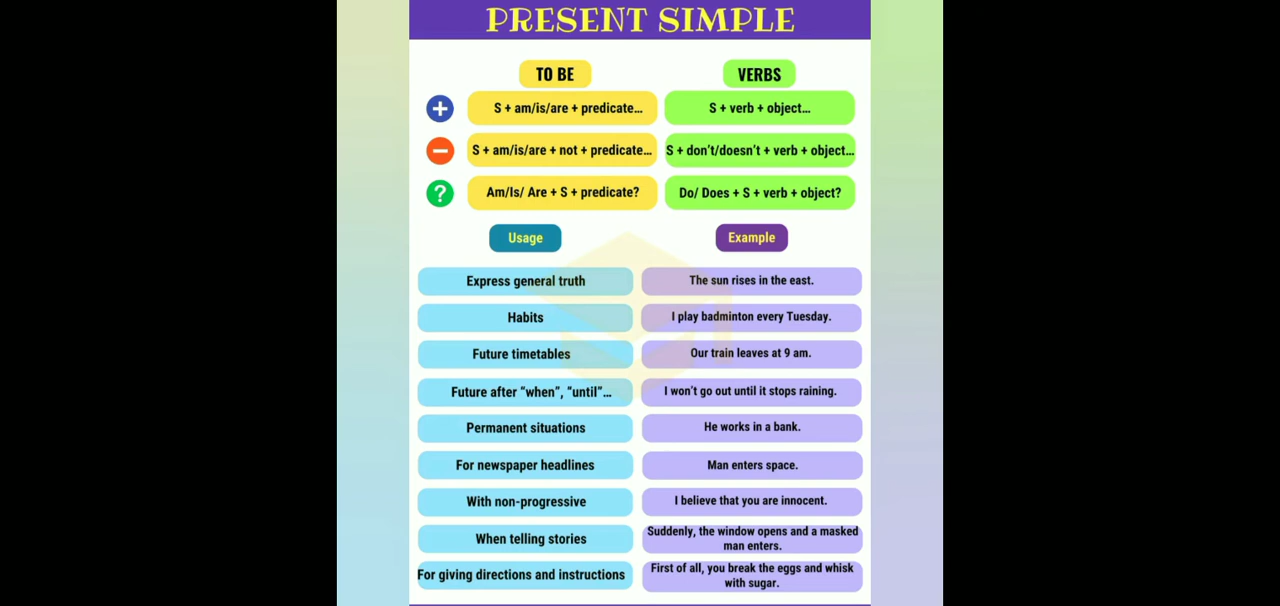 PRESENT SIMPLE
TO BE
VERBS
+
S + am/is/are + predicate…
S + verb + object…
−
S + am/is/are + not + predicate…
S + don’t/doesn’t + verb + object…
?
Am/Is/ Are + S + predicate?
Do/ Does + S + verb + object?
Usage
Example
Express general truth
The sun rises in the east.
Habits
I play badminton every Tuesday.
Future timetables
Our train leaves at 9 am.
Future after “when”, “until”…
I won’t go out until it stops raining.
Permanent situations
He works in a bank.
For newspaper headlines
Man enters space.
With non-progressive
I believe that you are innocent.
When telling stories
Suddenly, the window opens and a masked
man enters.
For giving directions and instructions
First of all, you break the eggs and whisk
with sugar.